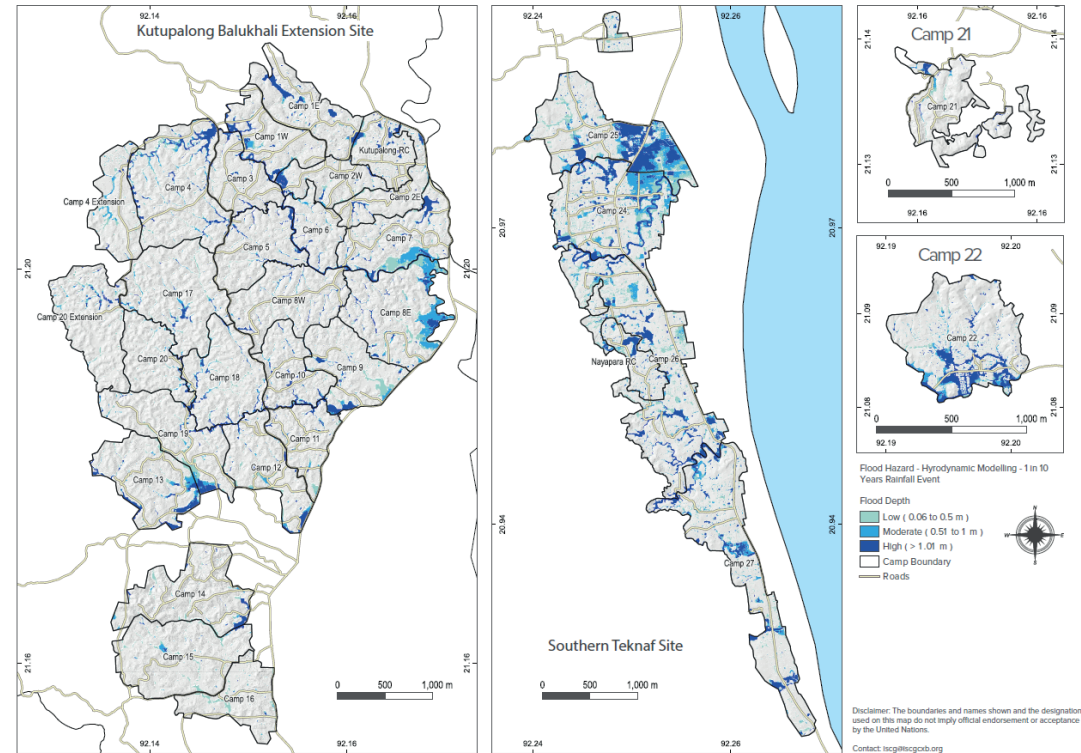 92.14
92.16
Kutupalong Balukhali Extension Site
Camp 1E
Camp 1W
Kutupalong RC
Camp 3
Camp 2W
Camp 4
Camp 2E
Camp 4 Extension
Camp 6
Camp 7
Camp 5
21.20
21.20
Camp 17
Camp 8W
Camp 8E
Camp 20 Extension
Camp 20
Camp 9
Camp 10
Camp 18
Camp 19
Camp 11
Camp 12
Camp 13
Camp 14
Camp 15
Camp 16
21.16
21.16
0
500
1,000 m
92.14
92.16
92.24
92.26
Camp 25
Camp 24
20.97
20.97
Nayapara RC
Camp 26
20.94
20.94
Camp 27
Southern Teknaf Site
0
500
1,000 m
92.24
92.26
92.16
92.16
Camp 21
21.14
21.14
Camp 21
21.13
21.13
0
500
1,000 m
92.16
92.16
92.19
92.20
Camp 22
21.09
21.09
Camp 22
21.08
21.08
0
500
1,000 m
92.19
92.20
Flood Hazard - Hyrodynamic Modelling - 1 in 10
Years Rainfall Event
Flood Depth
Low ( 0.06 to 0.5 m )
Moderate ( 0.51 to 1 m )
High ( > 1.01 m )
Camp Boundary
Roads
N
W
E
S
Disclaimer: The boundaries and names shown and the designations
used on this map do not imply official endorsement or acceptance
by the United Nations.
Contact: iscg@iscgcxb.org